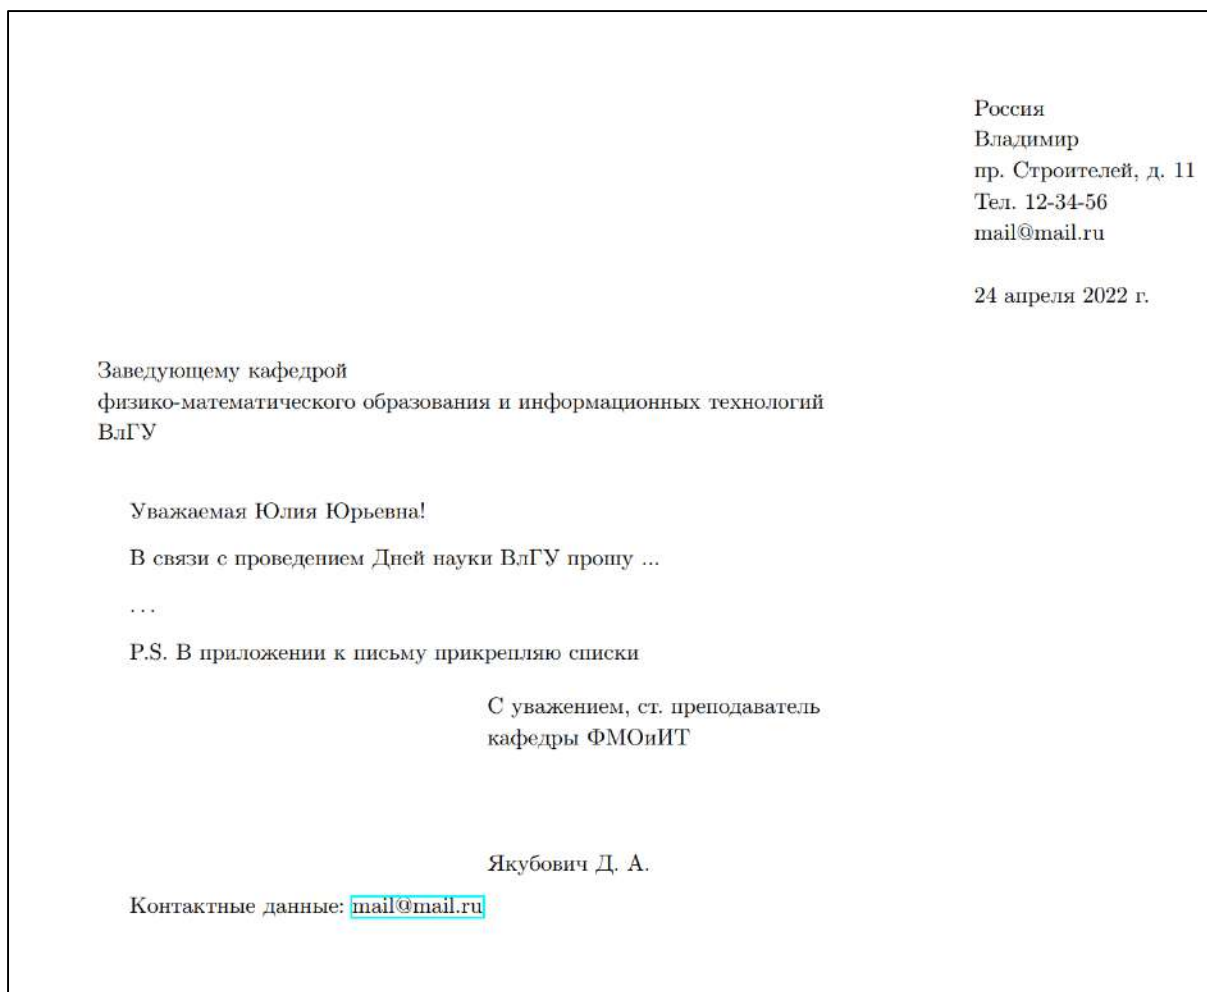 Россия
Владимир
пр. Строителей, д. 11
Тел. 12-34-56
mail@mail.ru
24 апреля 2022 г.
Заведующему кафедрой
физико-математического образования и информационных технологий
ВлГУ
Уважаемая Юлия Юрьевна!
В связи с проведением Дней науки ВлГУ прошу ...
. . .
P.S. В приложении к письму прикрепляю списки
С уважением, ст. преподаватель
кафедры ФМОиИТ
Якубович Д. А.
Контактные данные: mail@mail.ru